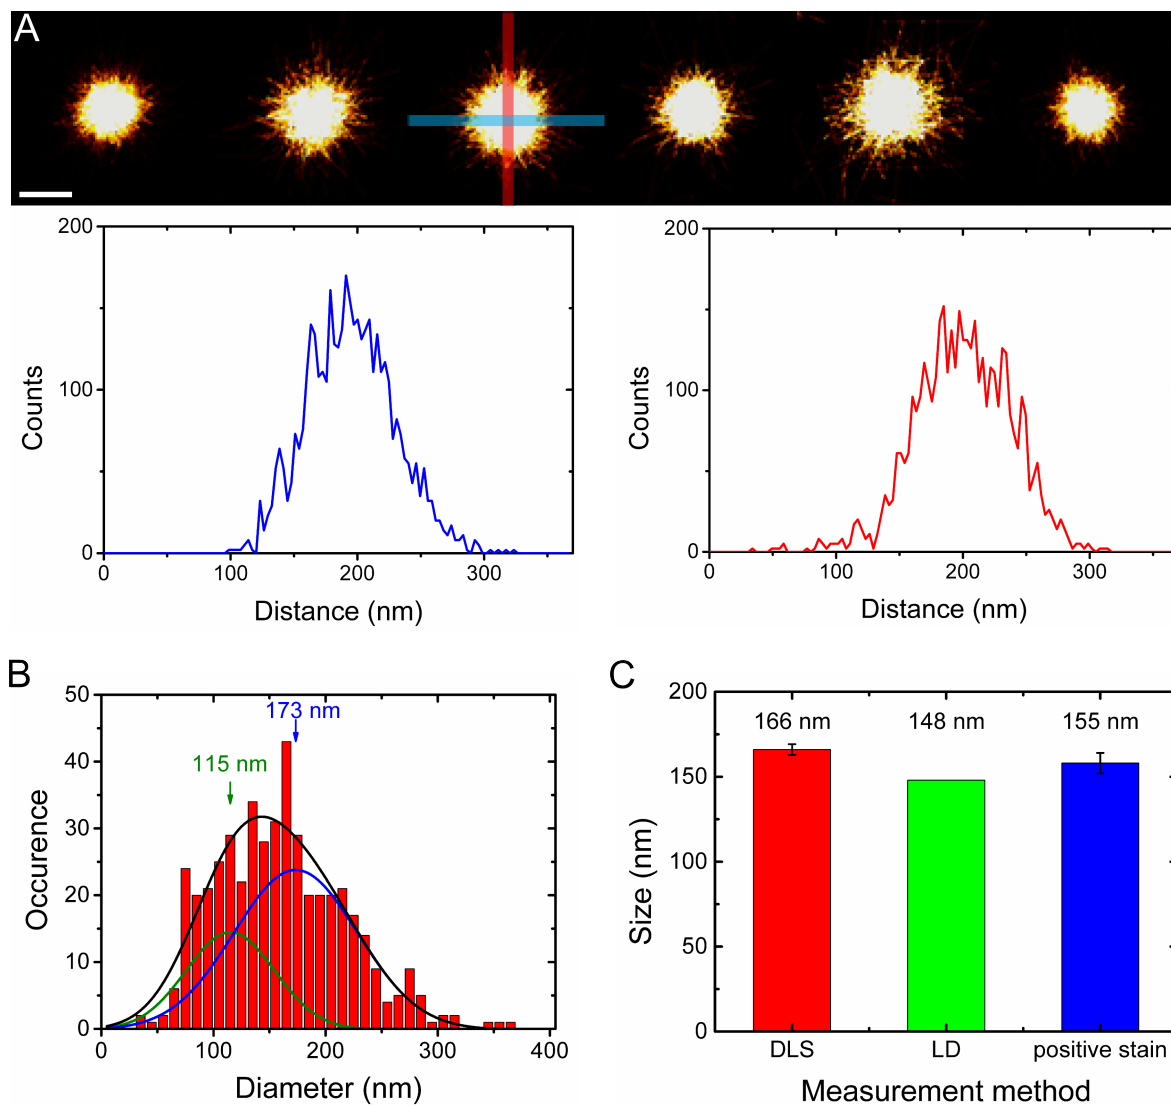 A
200
100
0
0
100
200
300
Counts
Distance (nm)
200
100
0
0
100
200
300
Counts
Distance (nm)
B
50
40
30
20
10
0
0
100
200
300
400
173 nm
115 nm
Occurence
Diameter (nm)
C
200
150
100
50
0
166 nm
148 nm
155 nm
DLS
LD
positive stain
Size (nm)
Measurement method